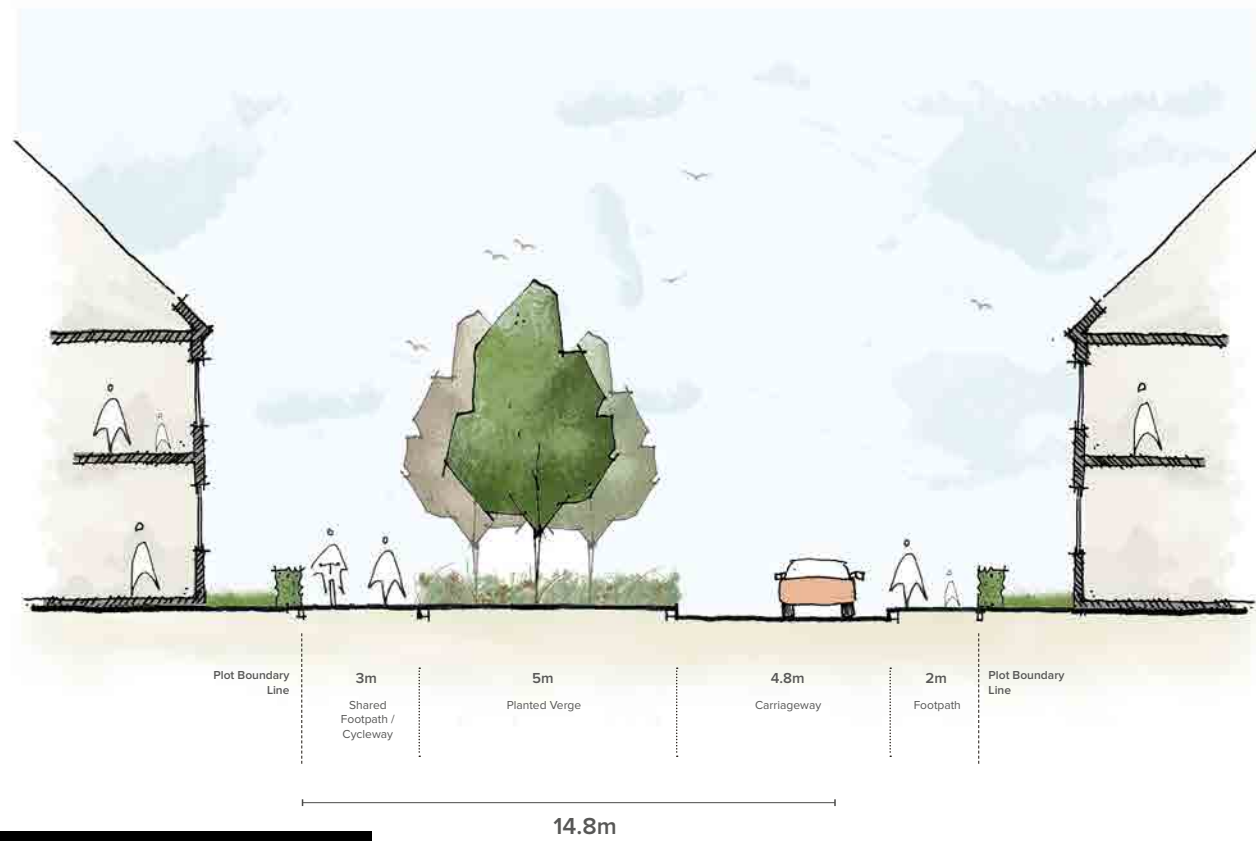 Plot Boundary
Line
3m
Shared
Footpath /
Cycleway
5m
Planted Verge
4.8m
Carriageway
2m
Footpath
Plot Boundary
Line
14.8m